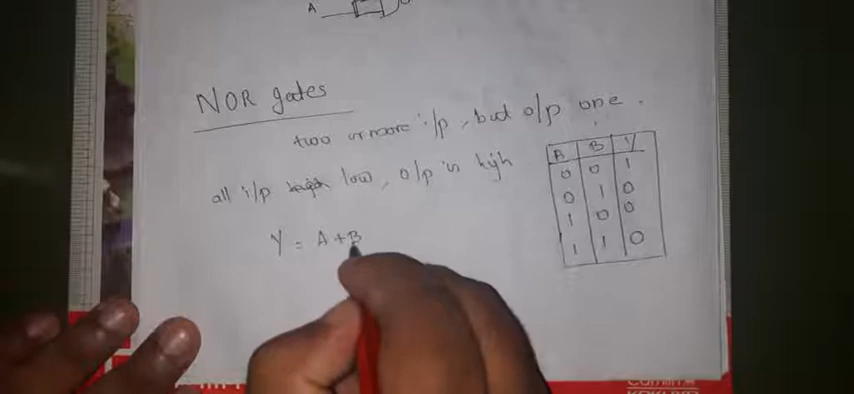 A
NOR gates
two or more i/p, but o/p one.
all i/p low, o/p is high
A B Y
0 0 1
0 1 0
1 0 0
1 1 0
Y = A + B